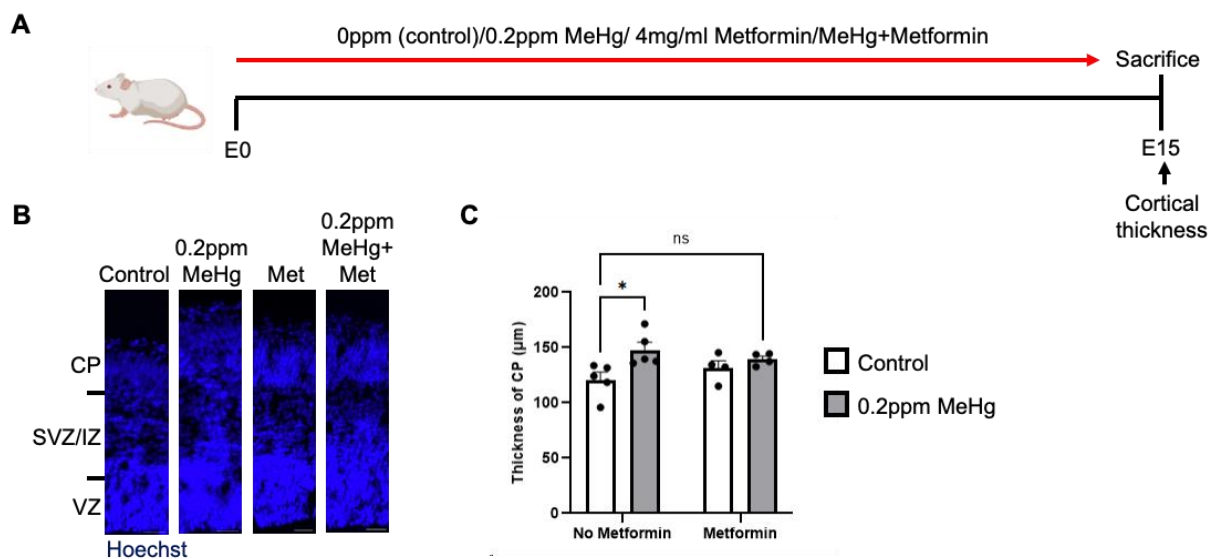 A
0ppm (control)/0.2ppm MeHg/ 4mg/ml Metformin/MeHg+Metformin
Sacrifice
E0
E15
Cortical
thickness
B
Control
0.2ppm
MeHg
Met
0.2ppm
MeHg+
Met
CP
SVZ/IZ
VZ
Hoechst
C
ns
*
Thickness of CP (µm)
200
150
100
50
0
No Metformin
Metformin
Control
0.2ppm MeHg